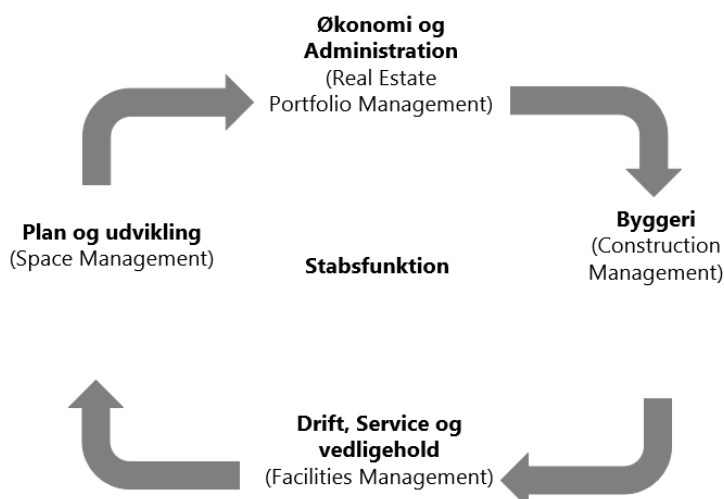 Økonomi og
Administration
(Real Estate
Portfolio Management)
Plan og udvikling
(Space Management)
Stabsfunktion
Byggeri
(Construction
Management)
Drift, Service og
vedligehold
(Facilities Management)